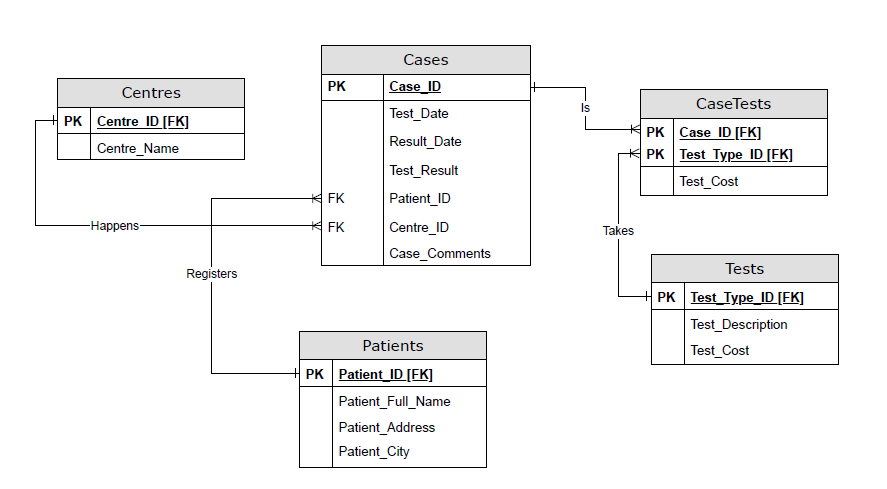 Cases
PK Case_ID
Test_Date
Result_Date
Test_Result
FK Patient_ID
FK Centre_ID
Case_Comments
Centres
PK Centre_ID [FK]
Centre_Name
CaseTests
PK Case_ID [FK]
PK Test_Type_ID [FK]
Test_Cost
Is
Happens
Takes
Registers
Tests
PK Test_Type_ID [FK]
Test_Description
Test_Cost
Patients
PK Patient_ID [FK]
Patient_Full_Name
Patient_Address
Patient_City